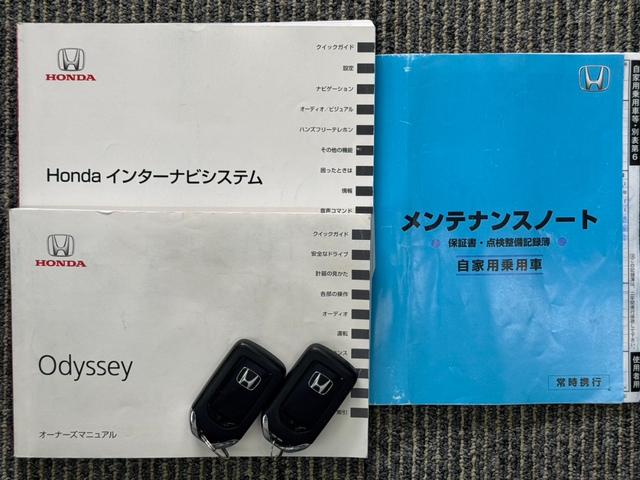 HONDA
クイックガイド
設定
ナビゲーション
オーディオ／ビジュアル
ハンズフリーテレホン
その他の機能
困ったときは
情報
音声コマンド
Honda インターナビシステム
HONDA
クイックガイド
安全なドライブ
計器の見かた
各部の操作
オーディオ
運転
索引
Odyssey
オーナーズマニュアル
メンテナンスノート
保証書・点検整備記録簿
自家用乗用車
常時携行
自家用乗用車等・別表第6
使用者用